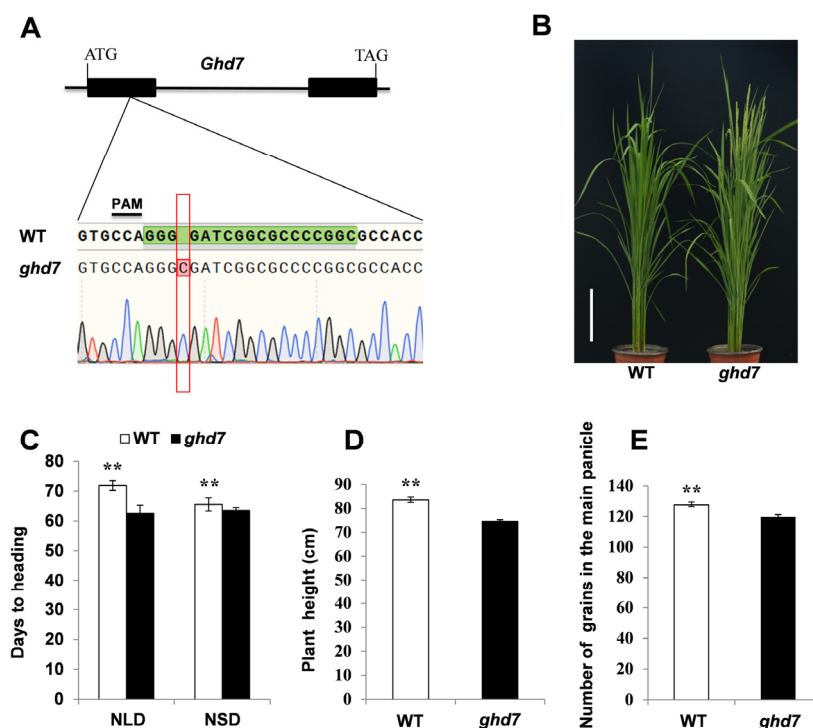 A
ATG
Ghd7
TAG
PAM
WT GTGCCAGGG GATCGGCGCCCCGGCGCCACC
ghd7 GTGCCAGGGCGATCGGCGCCCCGGCGCCACC
B
WT ghd7
C
WT ghd7
Days to heading
80
70
60
50
40
30
20
10
0
** **
NLD NSD
D
Plant height (cm)
90
80
70
60
50
40
30
20
10
0
**
WT ghd7
E
Number of grains in the main panicle
140
120
100
80
60
40
20
0
**
WT ghd7